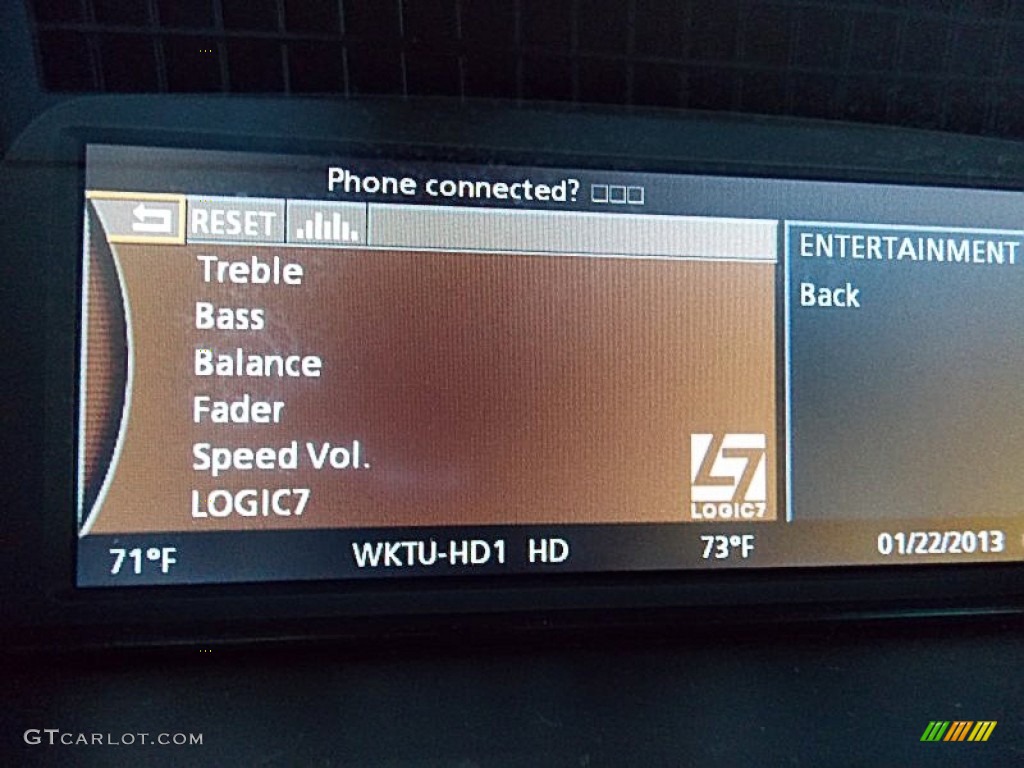 Phone connected? □□□
RESET
ENTERTAINMENT
Treble
Back
Bass
Balance
Fader
Speed Vol.
LOGIC7
L7
LOGIC7
71°F WKTU-HD1 HD 73°F 01/22/2013
GTCARLOT.COM